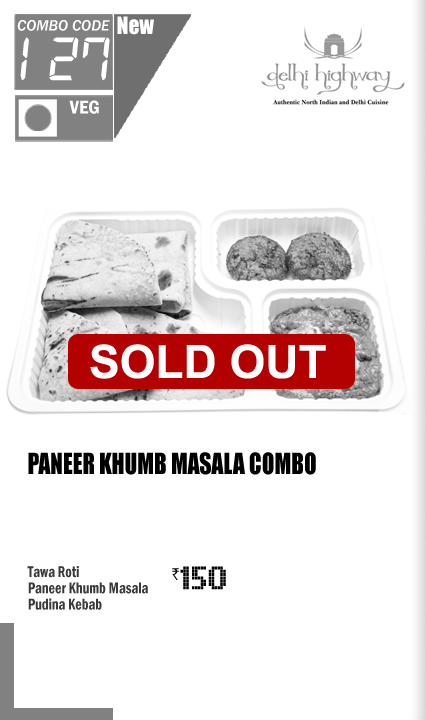 COMBO CODE
127
New
VEG
delhi highway
Authentic North Indian and Delhi Cuisine
SOLD OUT
PANEER KHUMB MASALA COMBO
Tawa Roti
Paneer Khumb Masala
Pudina Kebab
₹150